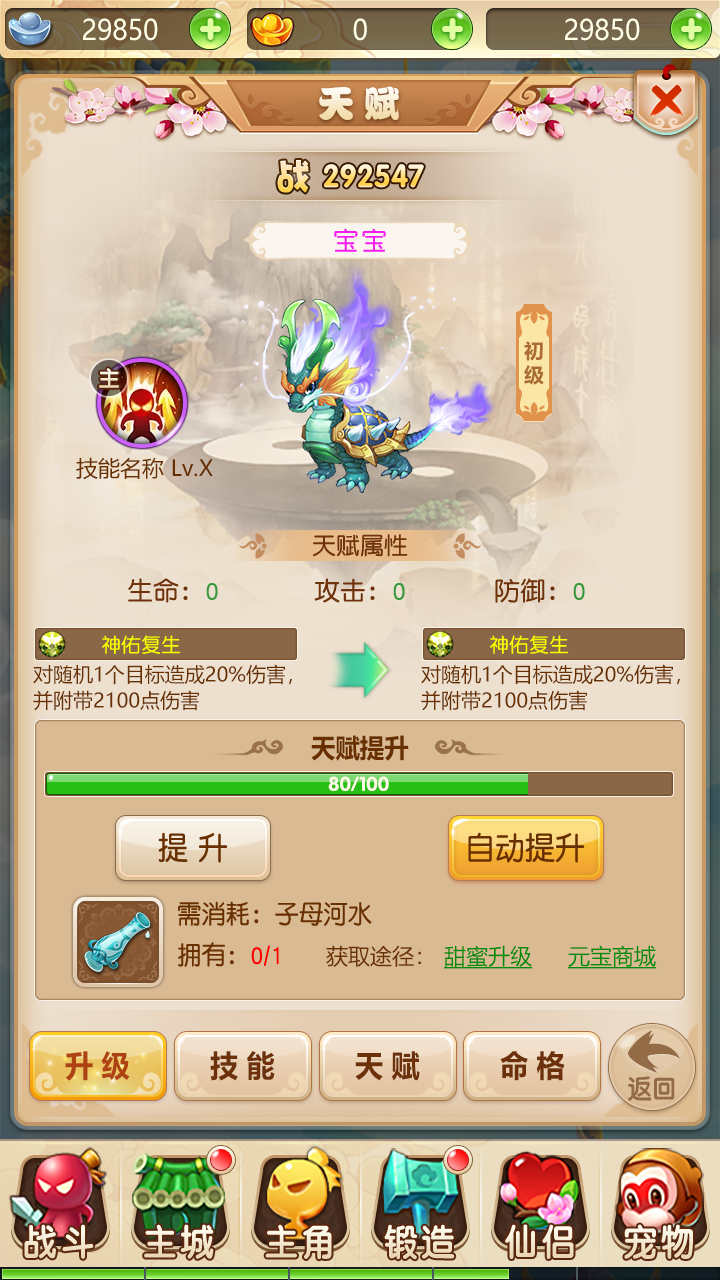 29850 0 29850
天赋
战 292547
宝宝
初级
主
技能名称 Lv.X
天赋属性
生命：0 攻击：0 防御：0
神佑复生 神佑复生
对随机1个目标造成20%伤害， 对随机1个目标造成20%伤害，
并附带2100点伤害 并附带2100点伤害
天赋提升
80/100
提升 自动提升
需消耗：子母河水
拥有：0/1 获取途径： 甜蜜升级 元宝商城
升级 技能 天赋 命格 返回
战斗 主城 主角 锻造 仙侣 宠物